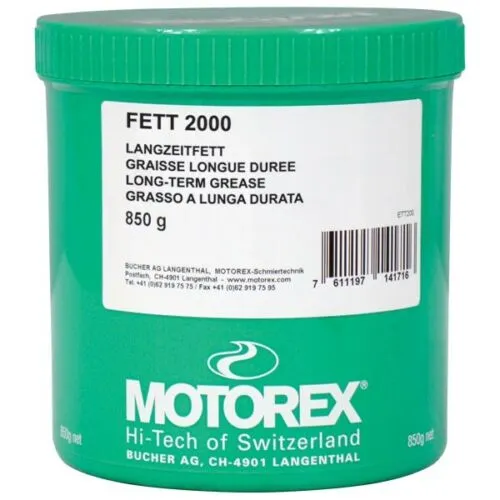 FETT 2000
LANGZEITFETT
GRAISSE LONGUE DUREE
LONG-TERM GREASE
GRASSO A LUNGA DURATA
850 g
ETT200
BUCHER AG LANGENTHAL, MOTOREX-Schmiertechnik
Postfach, CH-4901 Langenthal - www.motorex.com
Tel. +41 (0)62 919 75 75 / Fax +41 (0)62 919 75 95
7 611197 141716
MOTOREX®
Hi-Tech of Switzerland
BUCHER AG, CH-4901 LANGENTHAL
850g net
850g net